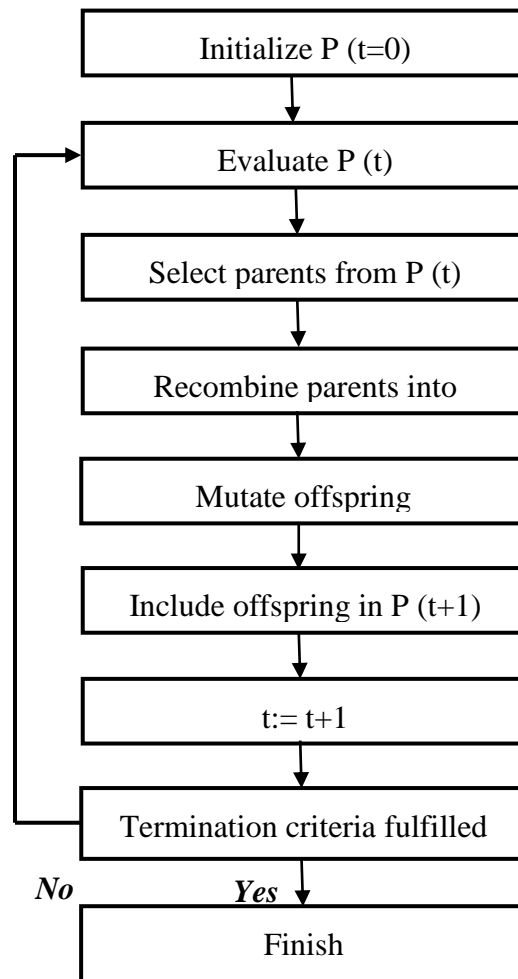 Initialize P (t=0)
Evaluate P (t)
Select parents from P (t)
Recombine parents into
Mutate offspring
Include offspring in P (t+1)
t:= t+1
Termination criteria fulfilled
No Yes
Finish